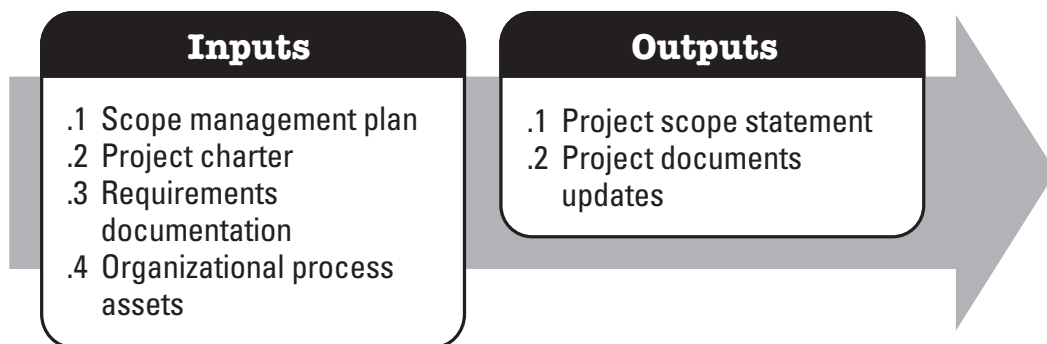 Inputs
.1 Scope management plan
.2 Project charter
.3 Requirements
documentation
.4 Organizational process
assets
Outputs
.1 Project scope statement
.2 Project documents
updates